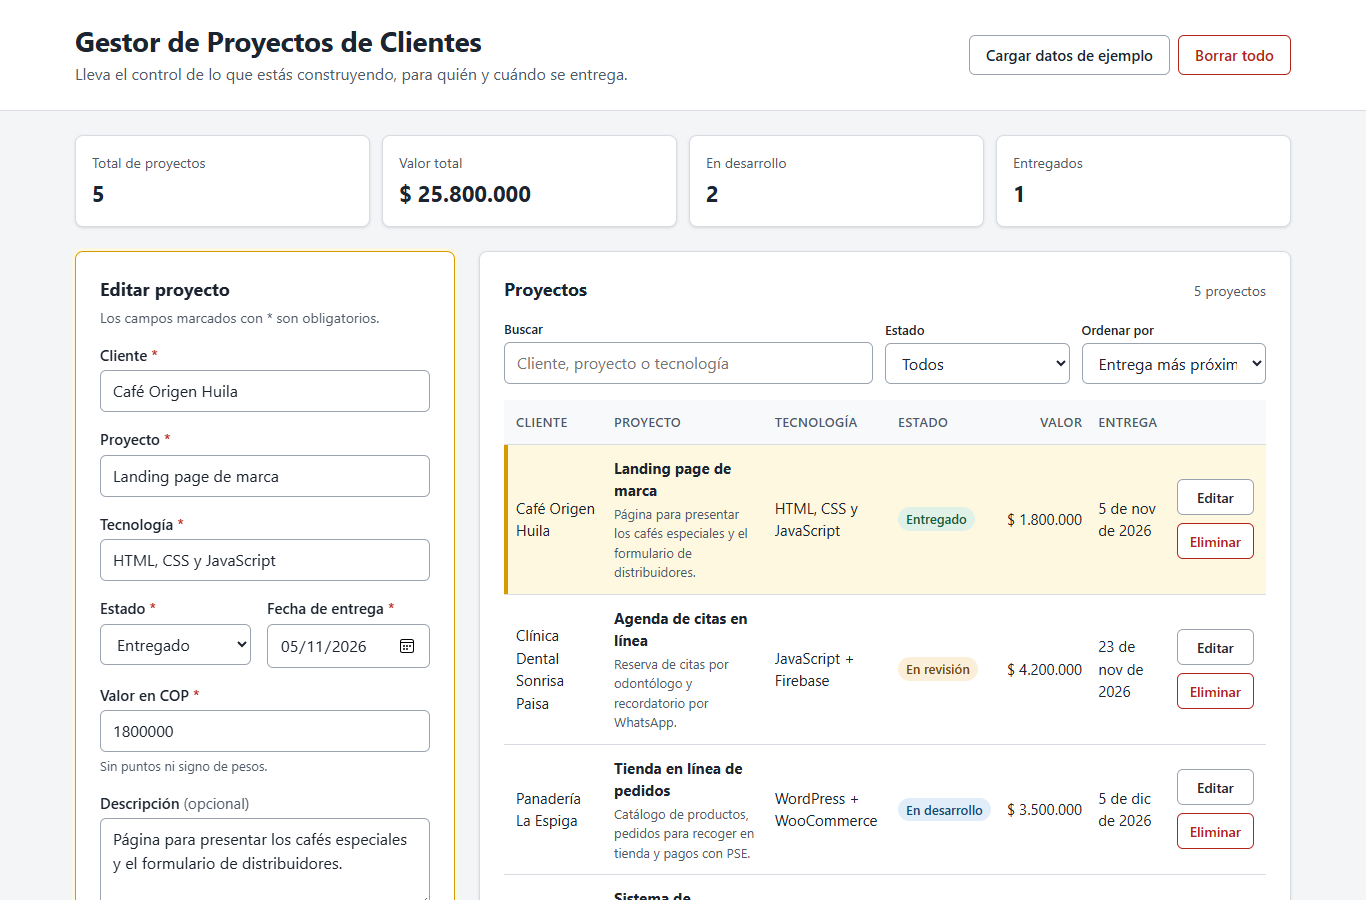 Gestor de Proyectos de Clientes
Lleva el control de lo que estás construyendo, para quién y cuándo se entrega.
Cargar datos de ejemplo
Borrar todo
Total de proyectos
5
Valor total
$ 25.800.000
En desarrollo
2
Entregados
1
Editar proyecto
Los campos marcados con * son obligatorios.
Cliente *
Café Origen Huila
Proyecto *
Landing page de marca
Tecnología *
HTML, CSS y JavaScript
Estado *
Entregado
Fecha de entrega *
05/11/2026
Valor en COP *
1800000
Sin puntos ni signo de pesos.
Descripción (opcional)
Página para presentar los cafés especiales
y el formulario de distribuidores.
Proyectos
5 proyectos
Buscar
Cliente, proyecto o tecnología
Estado
Todos
Ordenar por
Entrega más próxim
CLIENTE PROYECTO TECNOLOGÍA ESTADO VALOR ENTREGA
Café Origen
Huila
Landing page de
marca
Página para presentar
los cafés especiales y el
formulario de
distribuidores.
HTML, CSS y
JavaScript
Entregado
$ 1.800.000
5 de nov
de 2026
Editar
Eliminar
Clínica
Dental
Sonrisa
Paisa
Agenda de citas en
línea
Reserva de citas por
odontólogo y
recordatorio por
WhatsApp.
JavaScript +
Firebase
En revisión
$ 4.200.000
23 de
nov de
2026
Editar
Eliminar
Panadería
La Espiga
Tienda en línea de
pedidos
Catálogo de productos,
pedidos para recoger en
tienda y pagos con PSE.
WordPress +
WooCommerce
En desarrollo
$ 3.500.000
5 de dic
de 2026
Editar
Eliminar
Sistema de